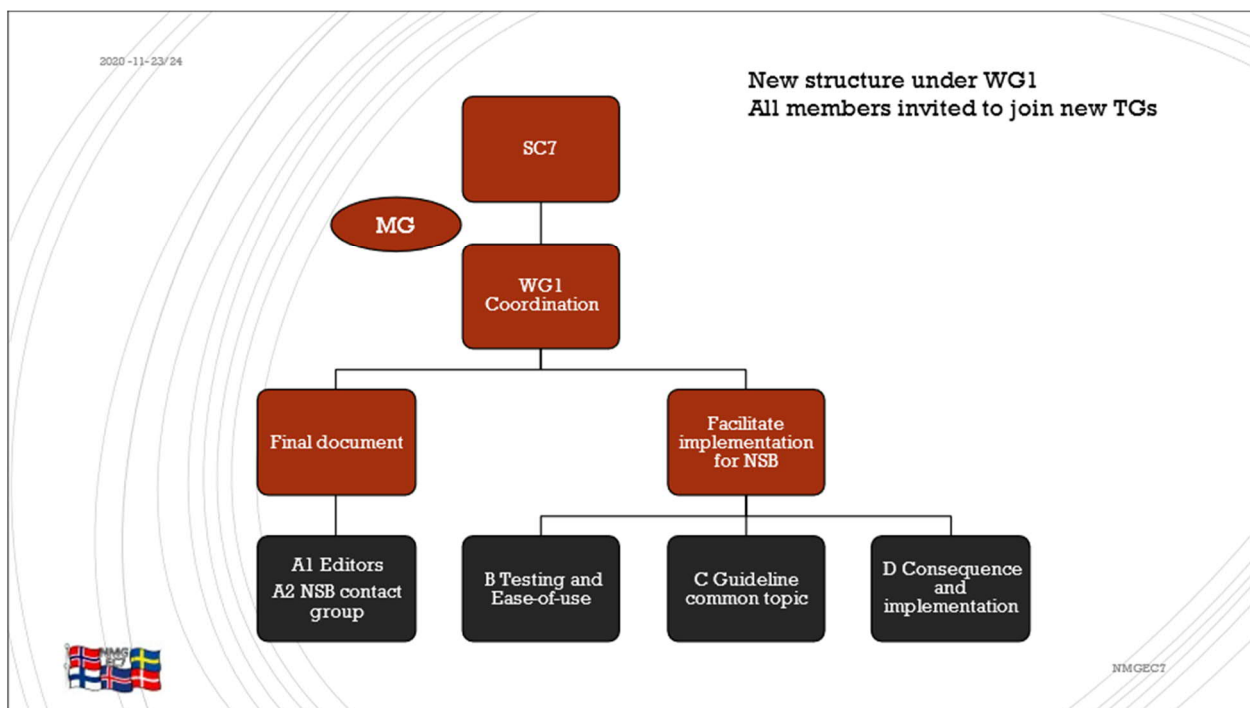 2020-11-23/24
New structure under WG1
All members invited to join new TGs
SC7
MG
WG1
Coordination
Final document
Facilitate
implementation
for NSB
A1 Editors
A2 NSB contact
group
B Testing and
Ease-of-use
C Guideline
common topic
D Consequence
and
implementation
NMG
EC7
NMGEC7